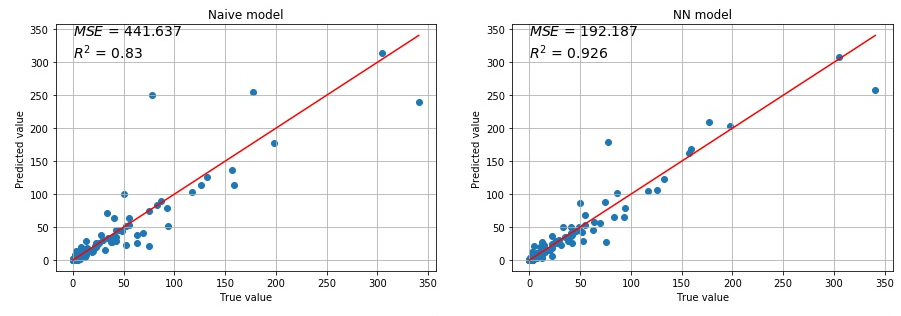 Naive model
MSE = 441.637
R² = 0.83
350
300
250
200
150
100
50
0
Predicted value
0 50 100 150 200 250 300 350
True value
NN model
MSE = 192.187
R² = 0.926
350
300
250
200
150
100
50
0
Predicted value
0 50 100 150 200 250 300 350
True value